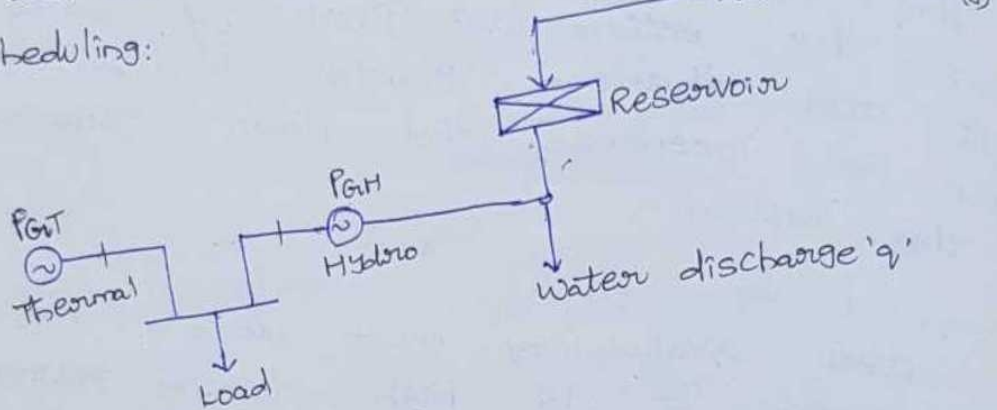 heduling:
Reservoir
PGH
PGT
Hydro
Thermal
Water discharge 'q'
Load